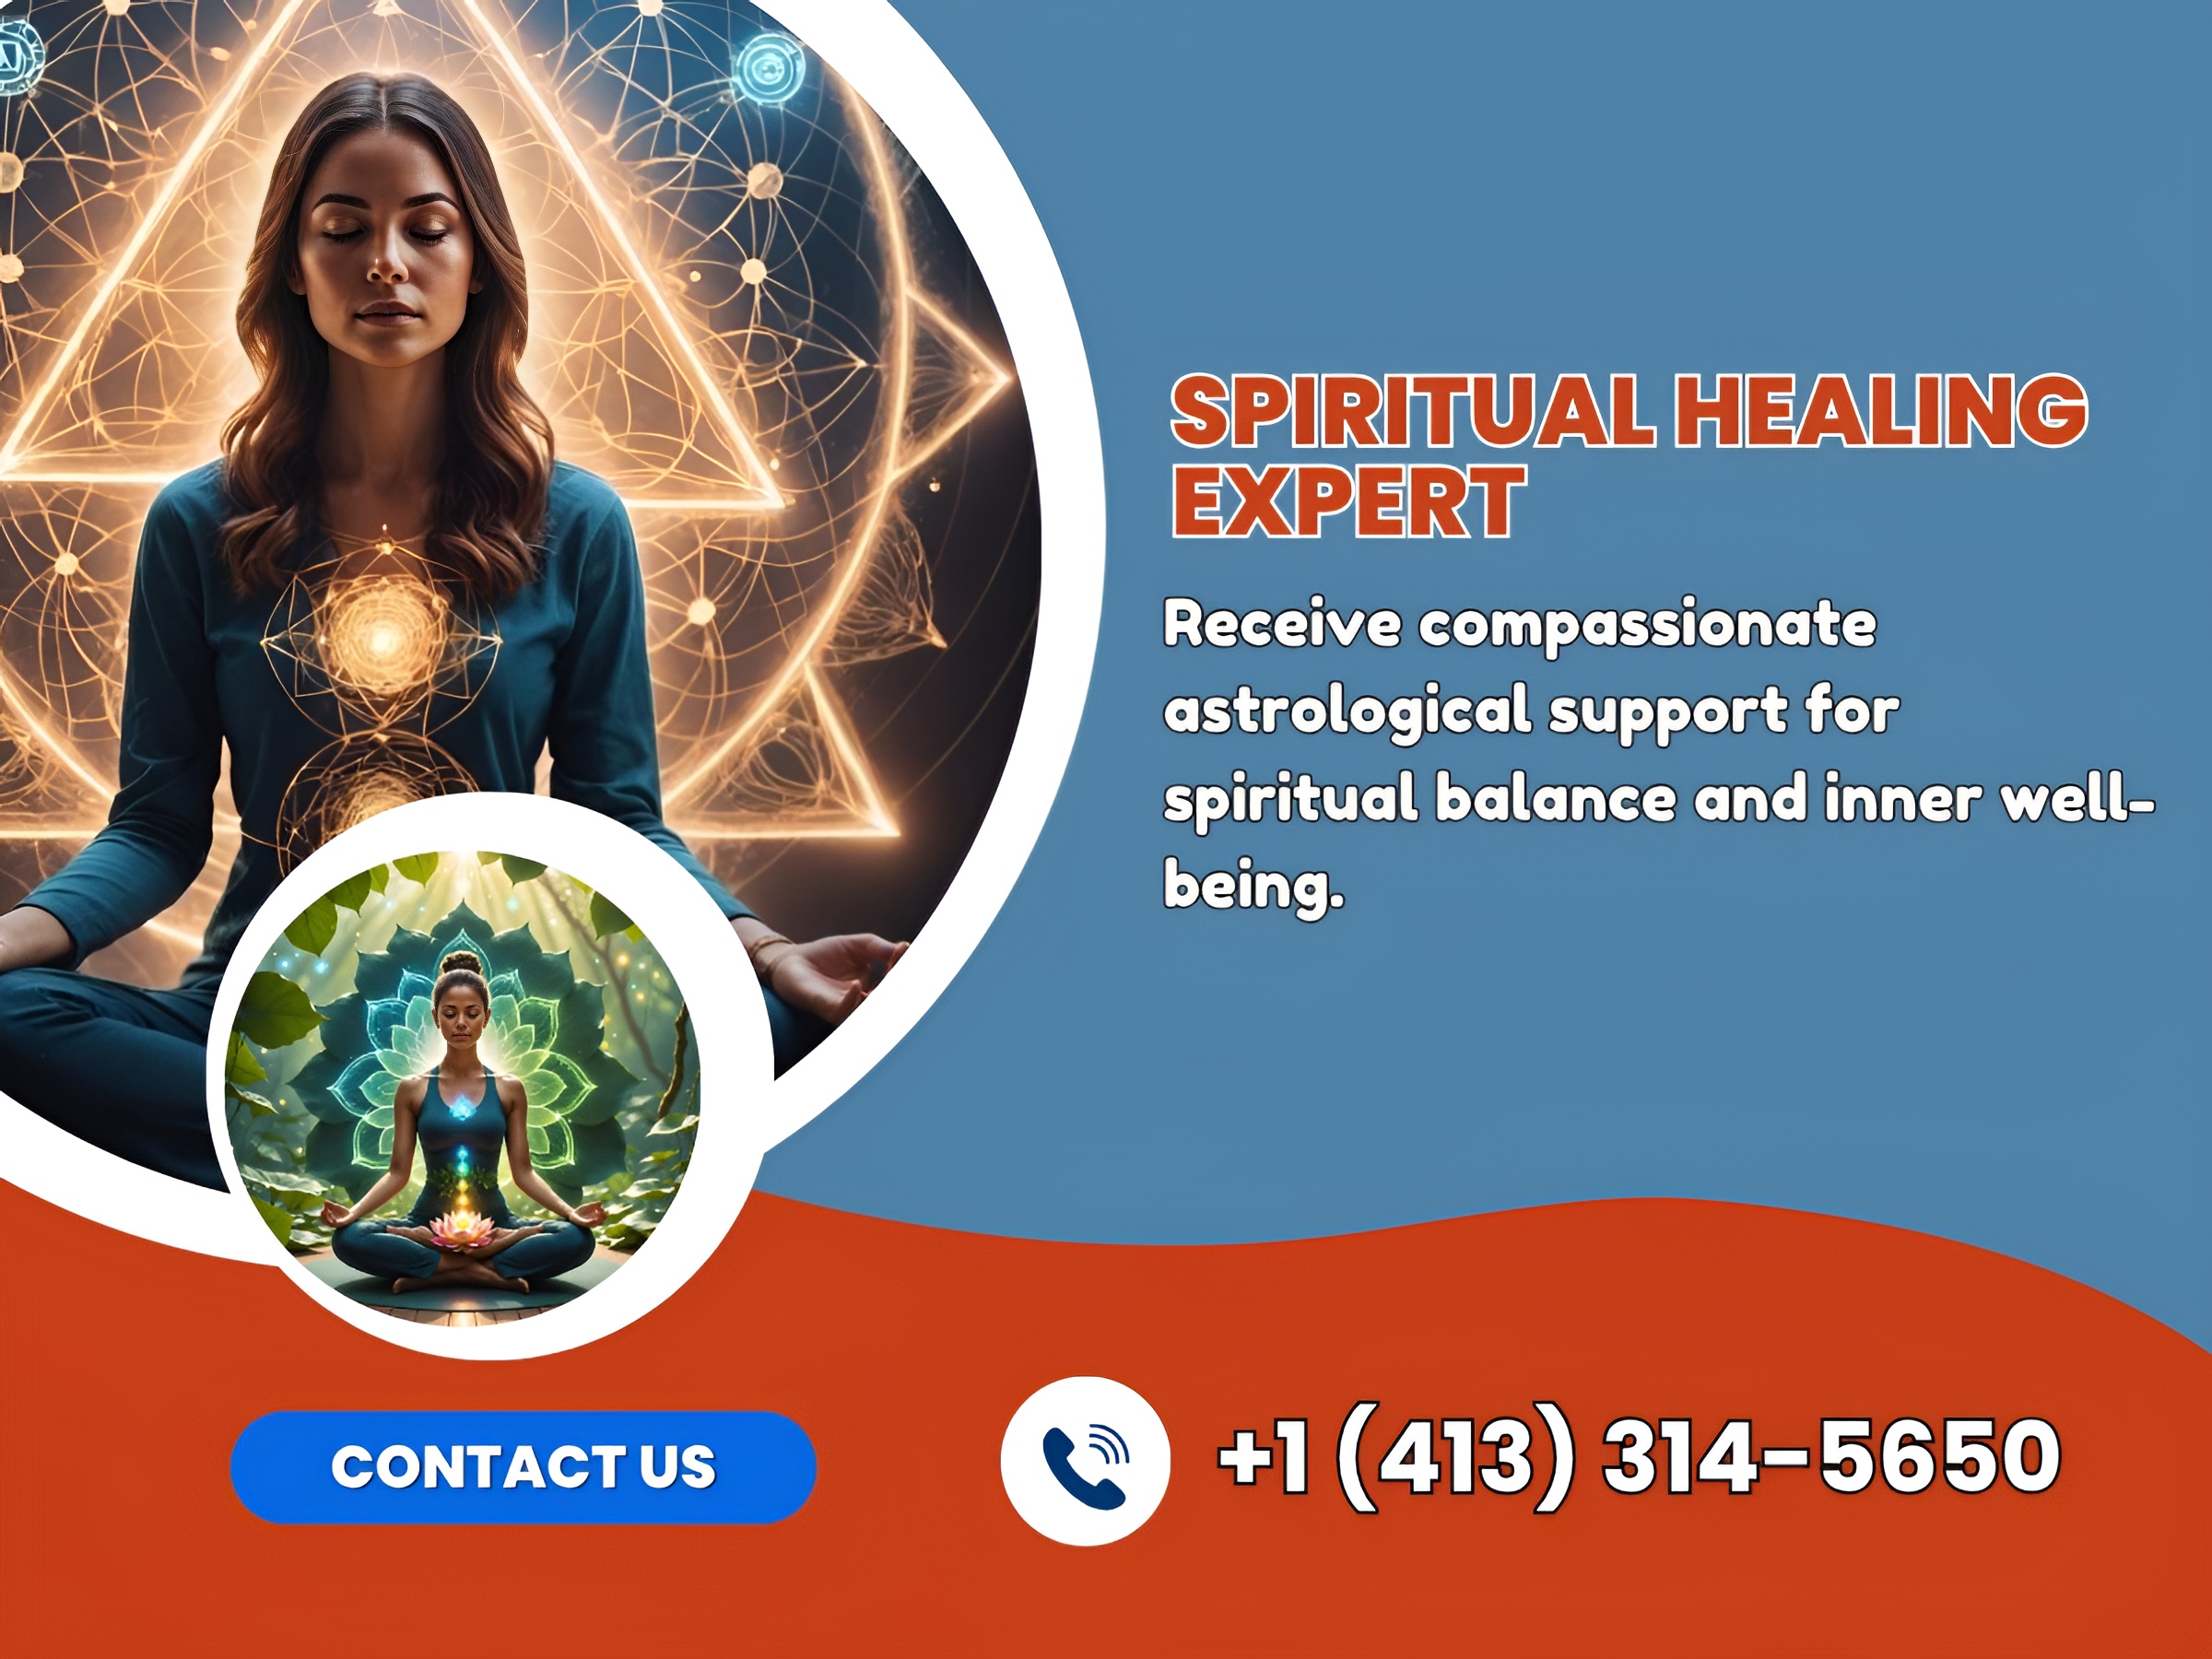 SPIRITUAL HEALING
EXPERT
Receive compassionate
astrological support for
spiritual balance and inner well-
being.
CONTACT US
+1 (413) 314-5650